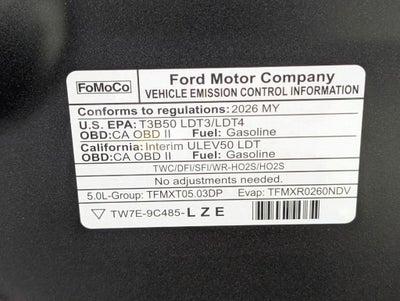 FoMoCo
Ford Motor Company
VEHICLE EMISSION CONTROL INFORMATION
Conforms to regulations: 2026 MY
U.S. EPA: T3B50 LDT3/LDT4
OBD:CA OBD II Fuel: Gasoline
California: Interim ULEV50 LDT
OBD:CA OBD II Fuel: Gasoline
TWC/DFI/SFI/WR-HO2S/HO2S
No adjustments needed.
5.0L-Group: TFMXT05.03DP Evap: TFMXR0260NDV
TW7E-9C485-LZE